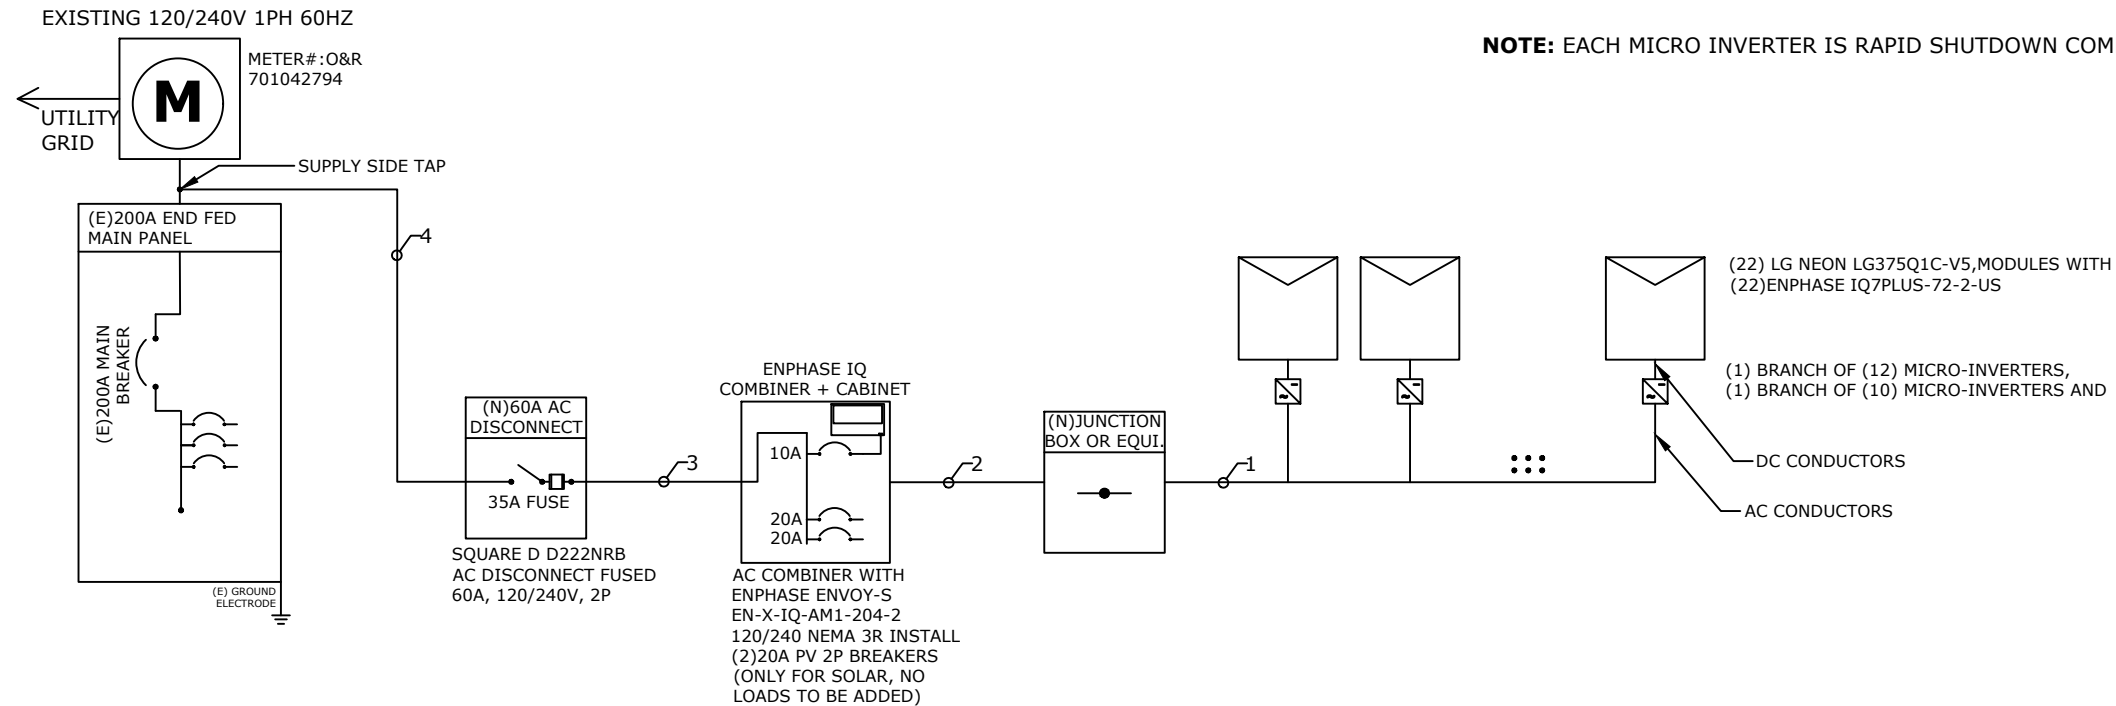 EXISTING 120/240V 1PH 60HZ
NOTE: EACH MICRO INVERTER IS RAPID SHUTDOWN COM
METER#:O&R
701042794
M
UTILITY
GRID
SUPPLY SIDE TAP
(E)200A END FED
MAIN PANEL
4
(E)200A MAIN
BREAKER
(E) GROUND
ELECTRODE
(N)60A AC
DISCONNECT
35A FUSE
SQUARE D D222NRB
AC DISCONNECT FUSED
60A, 120/240V, 2P
3
ENPHASE IQ
COMBINER + CABINET
10A
20A
20A
AC COMBINER WITH
ENPHASE ENVOY-S
EN-X-IQ-AM1-204-2
120/240 NEMA 3R INSTALL
(2)20A PV 2P BREAKERS
(ONLY FOR SOLAR, NO
LOADS TO BE ADDED)
2
(N)JUNCTION
BOX OR EQUI.
1
(22) LG NEON LG375Q1C-V5,MODULES WITH
(22)ENPHASE IQ7PLUS-72-2-US
(1) BRANCH OF (12) MICRO-INVERTERS,
(1) BRANCH OF (10) MICRO-INVERTERS AND
DC CONDUCTORS
AC CONDUCTORS